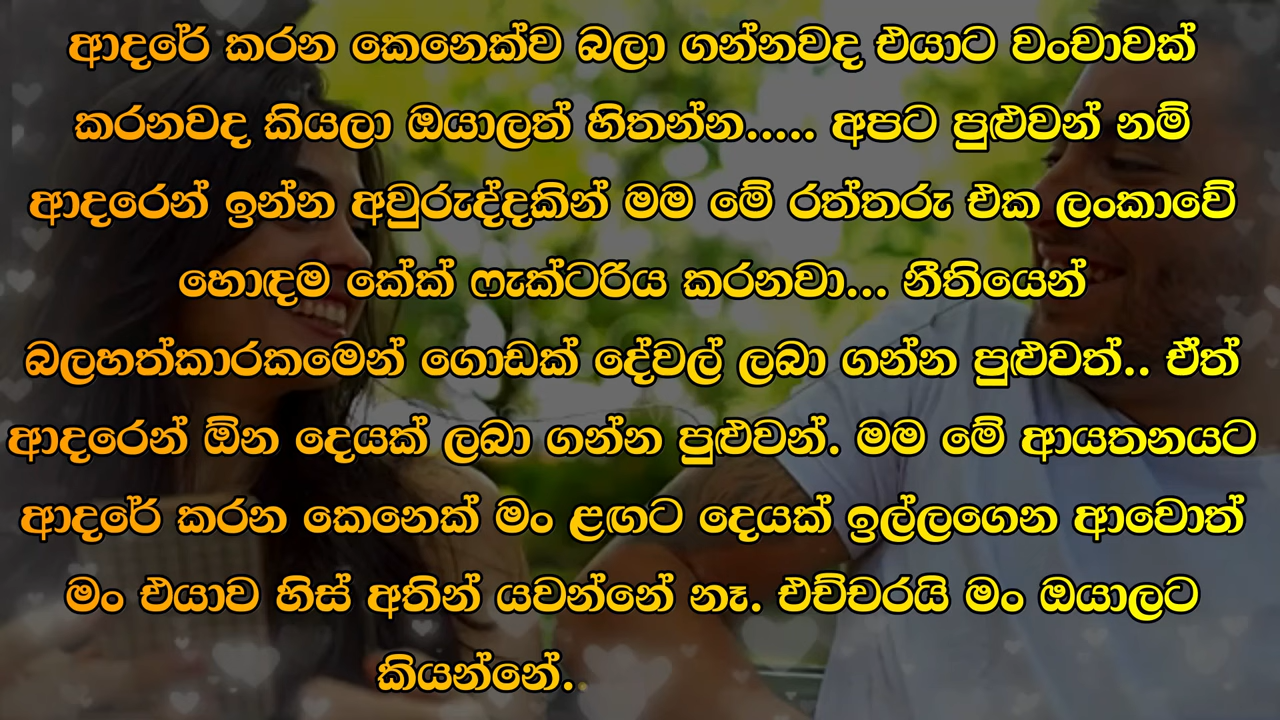 ආදරේ කරන කෙනෙක්ව බලා ගන්නවද එයාට වංචාවක්
කරනවද කියලා ඔයාලත් හිතන්න..... අපට පුළුවන් නම්
ආදරෙන් ඉන්න අවුරුද්දකින් මම මේ රත්තරු එක ලංකාවේ
හොඳම කේක් ෆැක්ටරිය කරනවා... නීතියෙන්
බලහත්කාරකමෙන් ගොඩක් දේවල් ලබා ගන්න පුළුවත්.. ඒත්
ආදරෙන් ඕන දෙයක් ලබා ගන්න පුළුවන්. මම මේ ආයතනයට
ආදරේ කරන කෙනෙක් මං ළඟට දෙයක් ඉල්ලගෙන ආවොත්
මං එයාව හිස් අතින් යවන්නේ නෑ. එච්චරයි මං ඔයාලට
කියන්නේ..